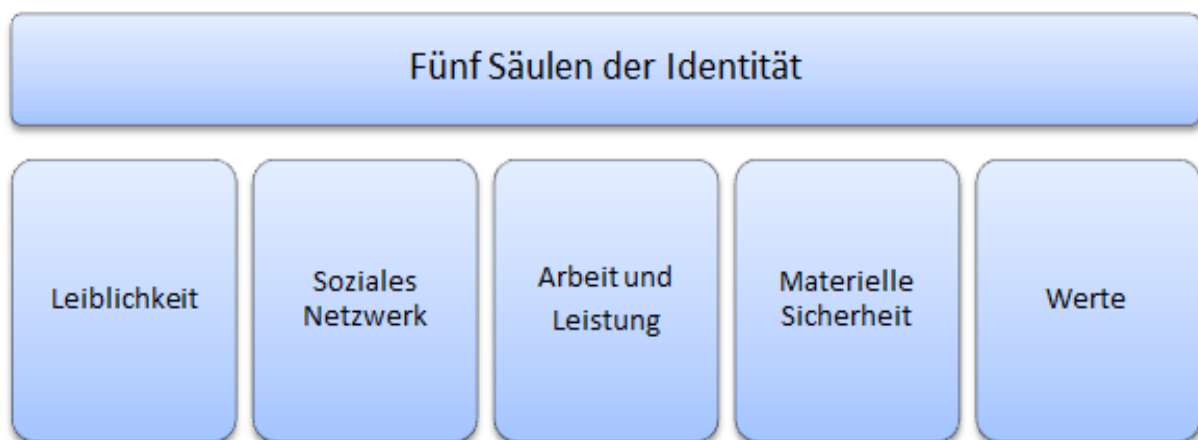 Fünf Säulen der Identität
Leiblichkeit
Soziales
Netzwerk
Arbeit und
Leistung
Materielle
Sicherheit
Werte